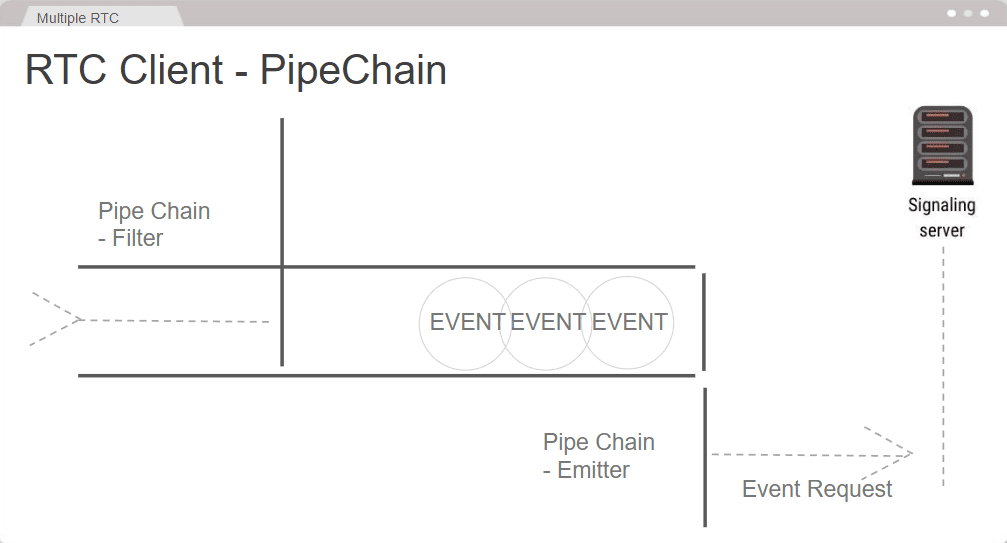 Multiple RTC
RTC Client - PipeChain
Signaling
server
Pipe Chain
- Filter
EVENT EVENT EVENT
Pipe Chain
- Emitter
Event Request